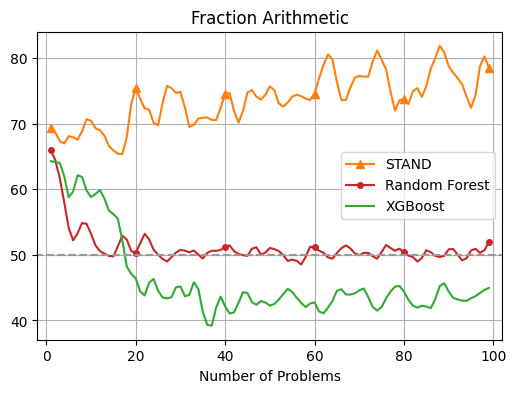 Fraction Arithmetic
80
70
60
50
40
STAND
Random Forest
XGBoost
0
20
40
60
80
100
Number of Problems